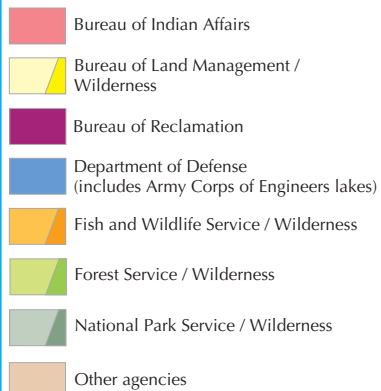 Bureau of Indian Affairs
Bureau of Land Management /
Wilderness
Bureau of Reclamation
Department of Defense
(includes Army Corps of Engineers lakes)
Fish and Wildlife Service / Wilderness
Forest Service / Wilderness
National Park Service / Wilderness
Other agencies